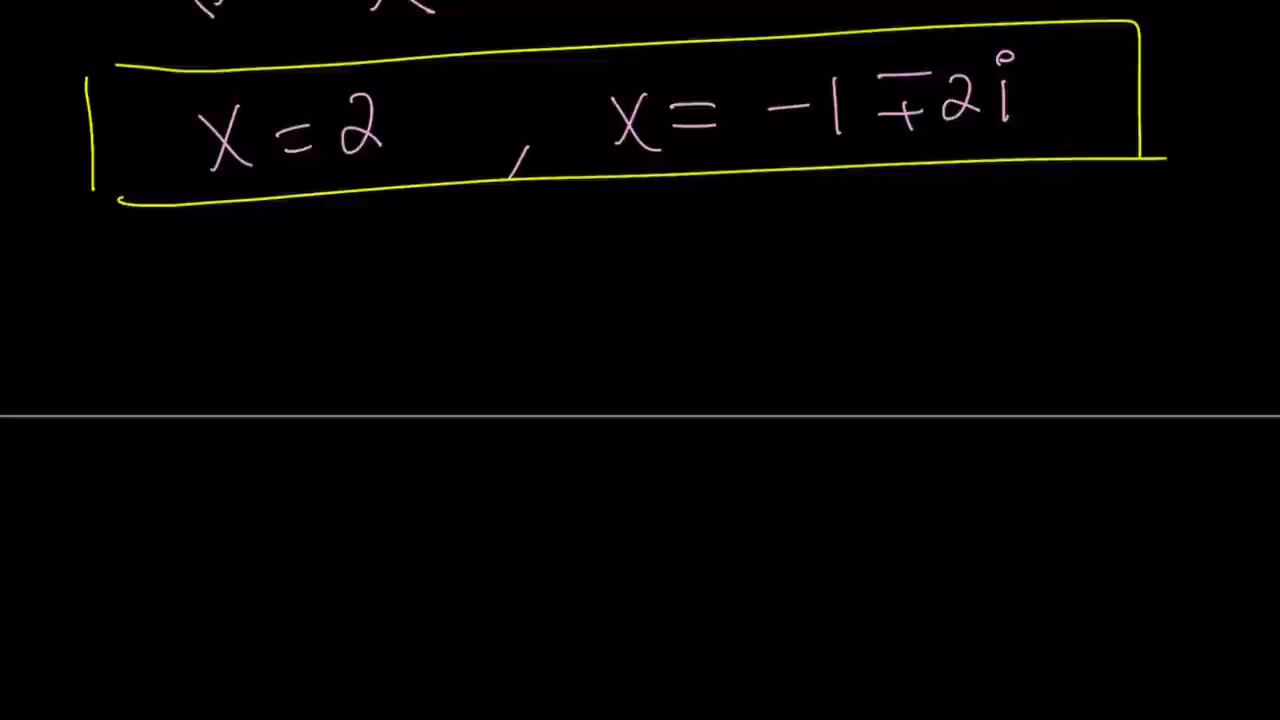 x = 2 , x = -1 ∓ 2i